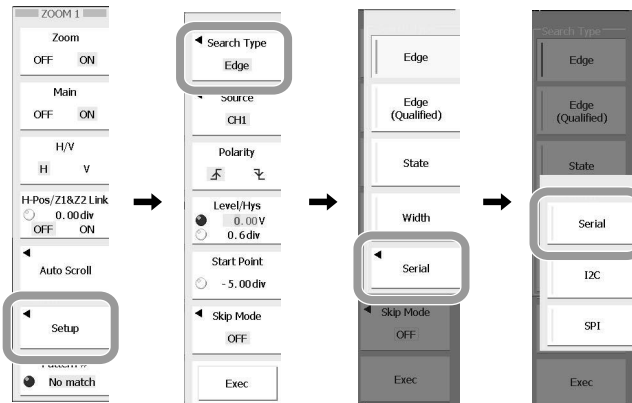 ZOOM 1
Zoom
OFF ON
Main
OFF ON
H/V
H V
H-Pos/Z1&Z2 Link
0.00div
OFF ON
Auto Scroll
Setup
Pattern #
No match
Search Type
Edge
Source
CH1
Polarity
Level/Hys
0.00V
0.6div
Start Point
-5.00div
Skip Mode
OFF
Exec
Edge
Edge
(Qualified)
State
Width
Serial
Skip Mode
OFF
Exec
Search Type
Edge
Edge
(Qualified)
State
Serial
I2C
SPI
Exec